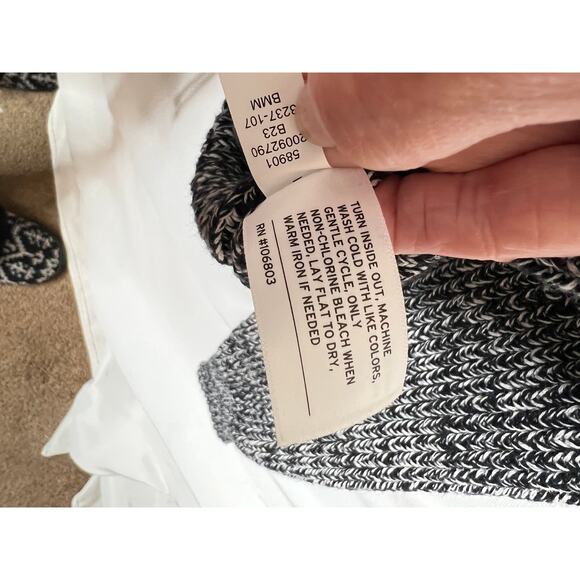 58901
20092790
B23
3237-107
BMM
TURN INSIDE OUT, MACHINE
WASH COLD WITH LIKE COLORS,
GENTLE CYCLE, ONLY
NON-CHLORINE BLEACH WHEN
NEEDED, LAY FLAT TO DRY,
WARM IRON IF NEEDED
RN #106803